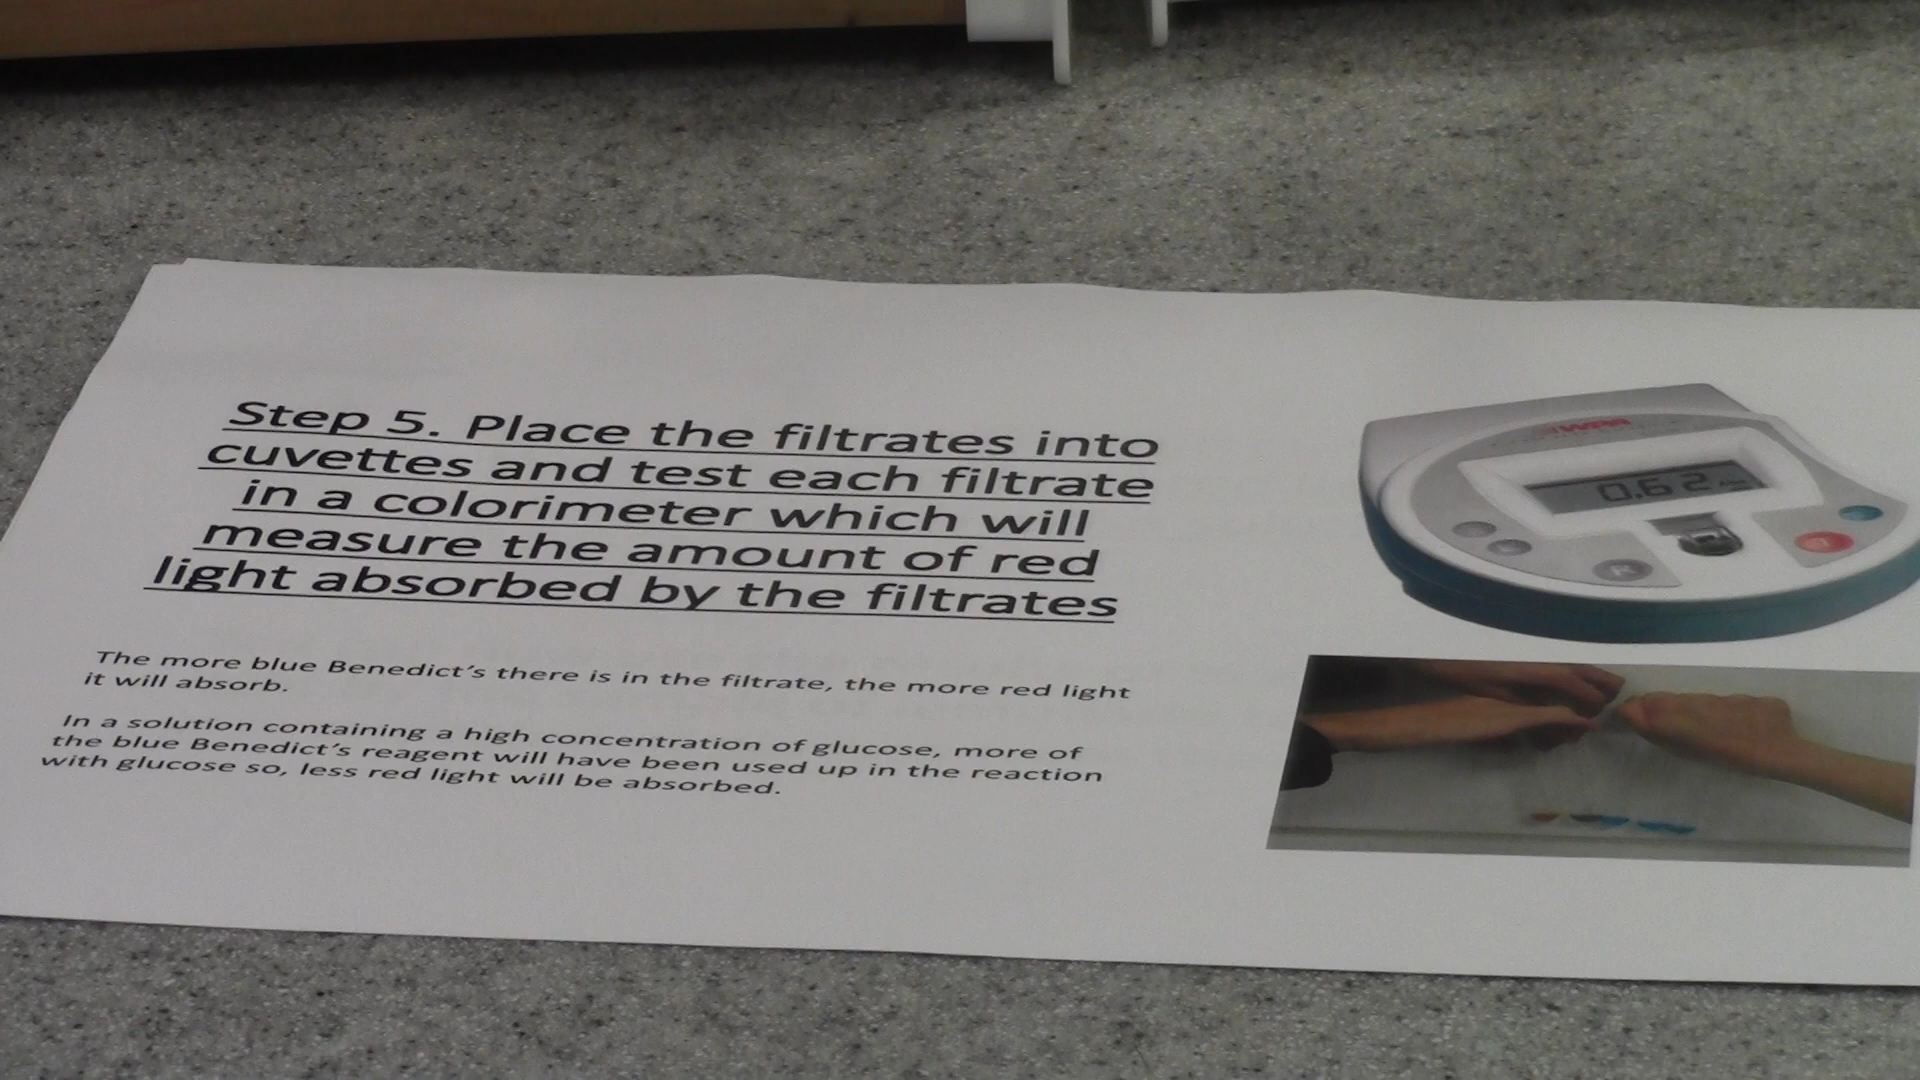 Step 5. Place the filtrates into
cuvettes and test each filtrate
in a colorimeter which will
measure the amount of red
light absorbed by the filtrates
The more blue Benedict's there is in the filtrate, the more red light
it will absorb.
In a solution containing a high concentration of glucose, more of
the blue Benedict's reagent will have been used up in the reaction
with glucose so, less red light will be absorbed.
0.62
R
T